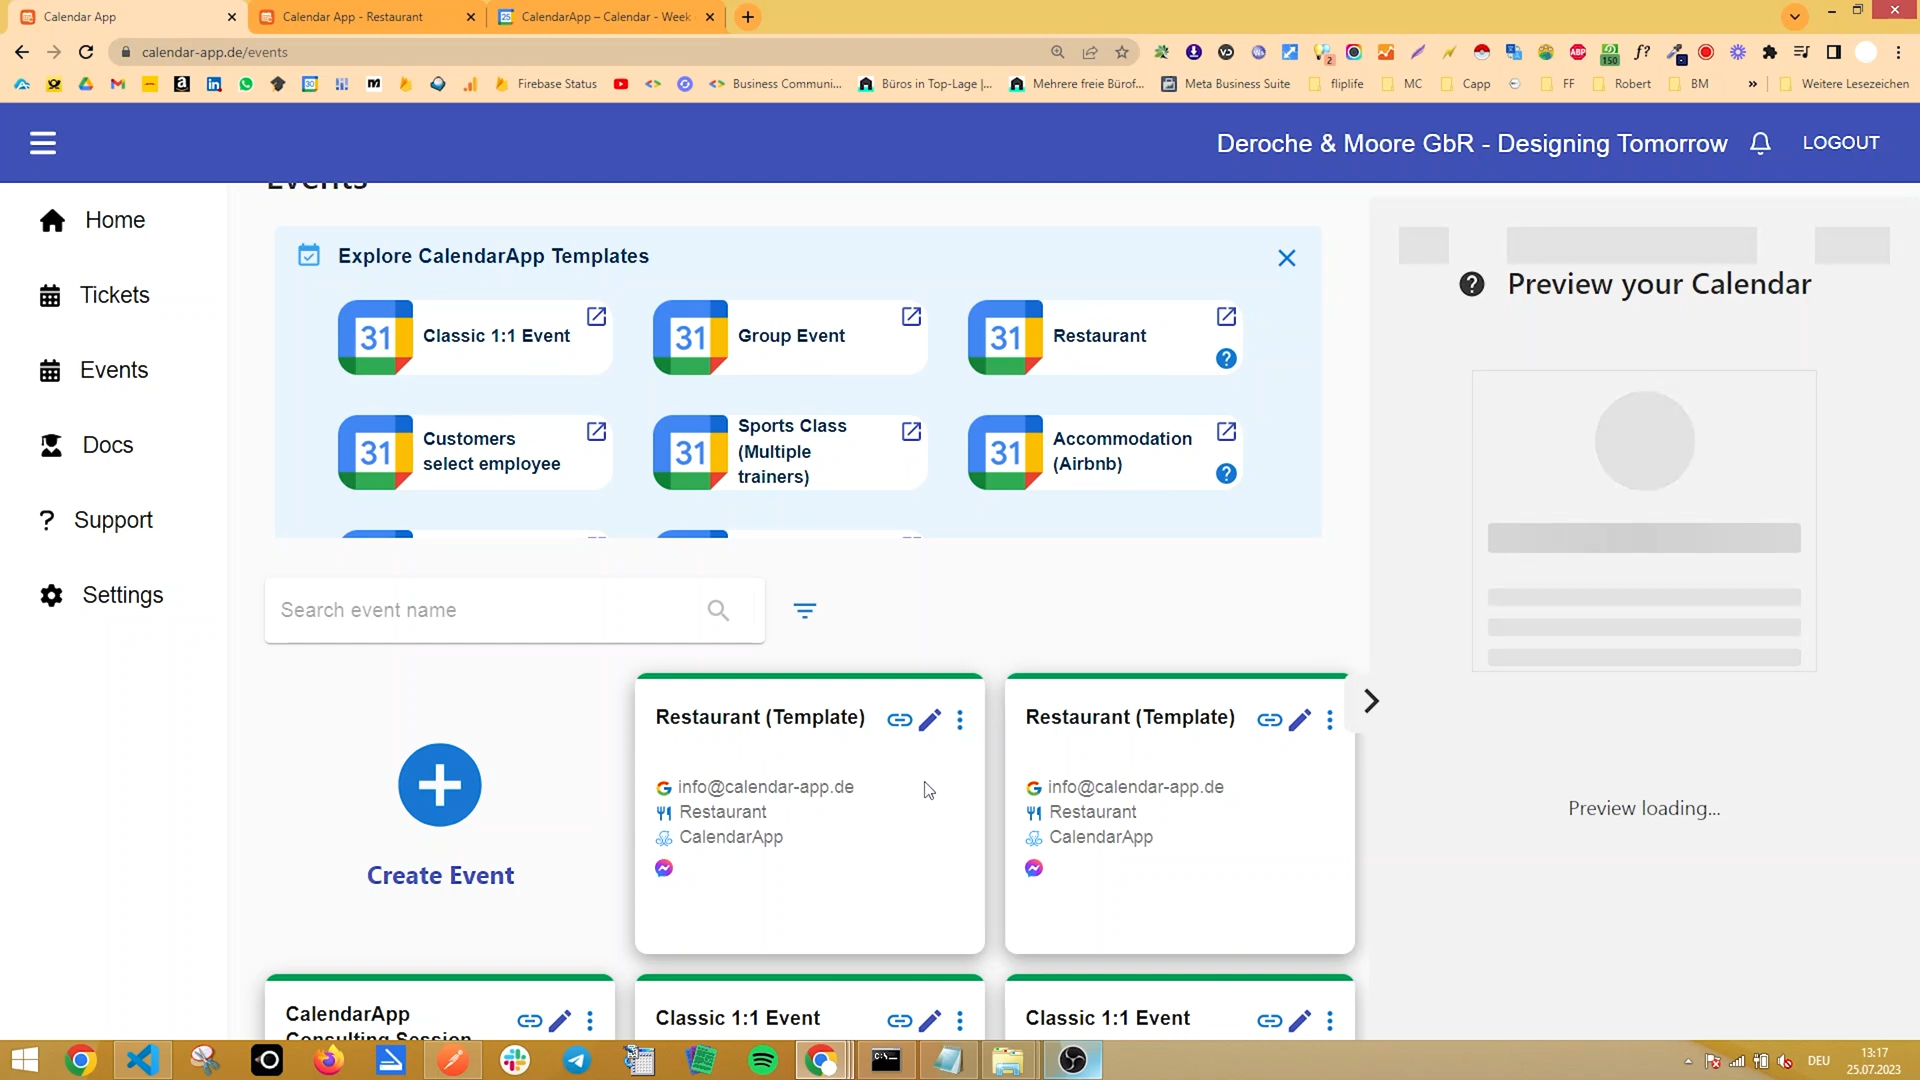 Calendar App
Calendar App - Restaurant
CalendarApp – Calendar - Week
calendar-app.de/events
Firebase Status
Business Communi...
Büros in Top-Lage |...
Mehrere freie Bürof...
Meta Business Suite
fliplife
MC
Capp
FF
Robert
BM
»
Weitere Lesezeichen
Deroche & Moore GbR - Designing Tomorrow
LOGOUT
Home
Tickets
Events
Docs
Support
Settings
Events
Explore CalendarApp Templates
31
Classic 1:1 Event
31
Group Event
31
Restaurant
31
Customers
select employee
31
Sports Class
(Multiple
trainers)
31
Accommodation
(Airbnb)
Search event name
Create Event
Restaurant (Template)
info@calendar-app.de
Restaurant
CalendarApp
Restaurant (Template)
info@calendar-app.de
Restaurant
CalendarApp
CalendarApp
Consulting Session
Classic 1:1 Event
Classic 1:1 Event
Preview your Calendar
Preview loading...
DEU
13:17
25.07.2023